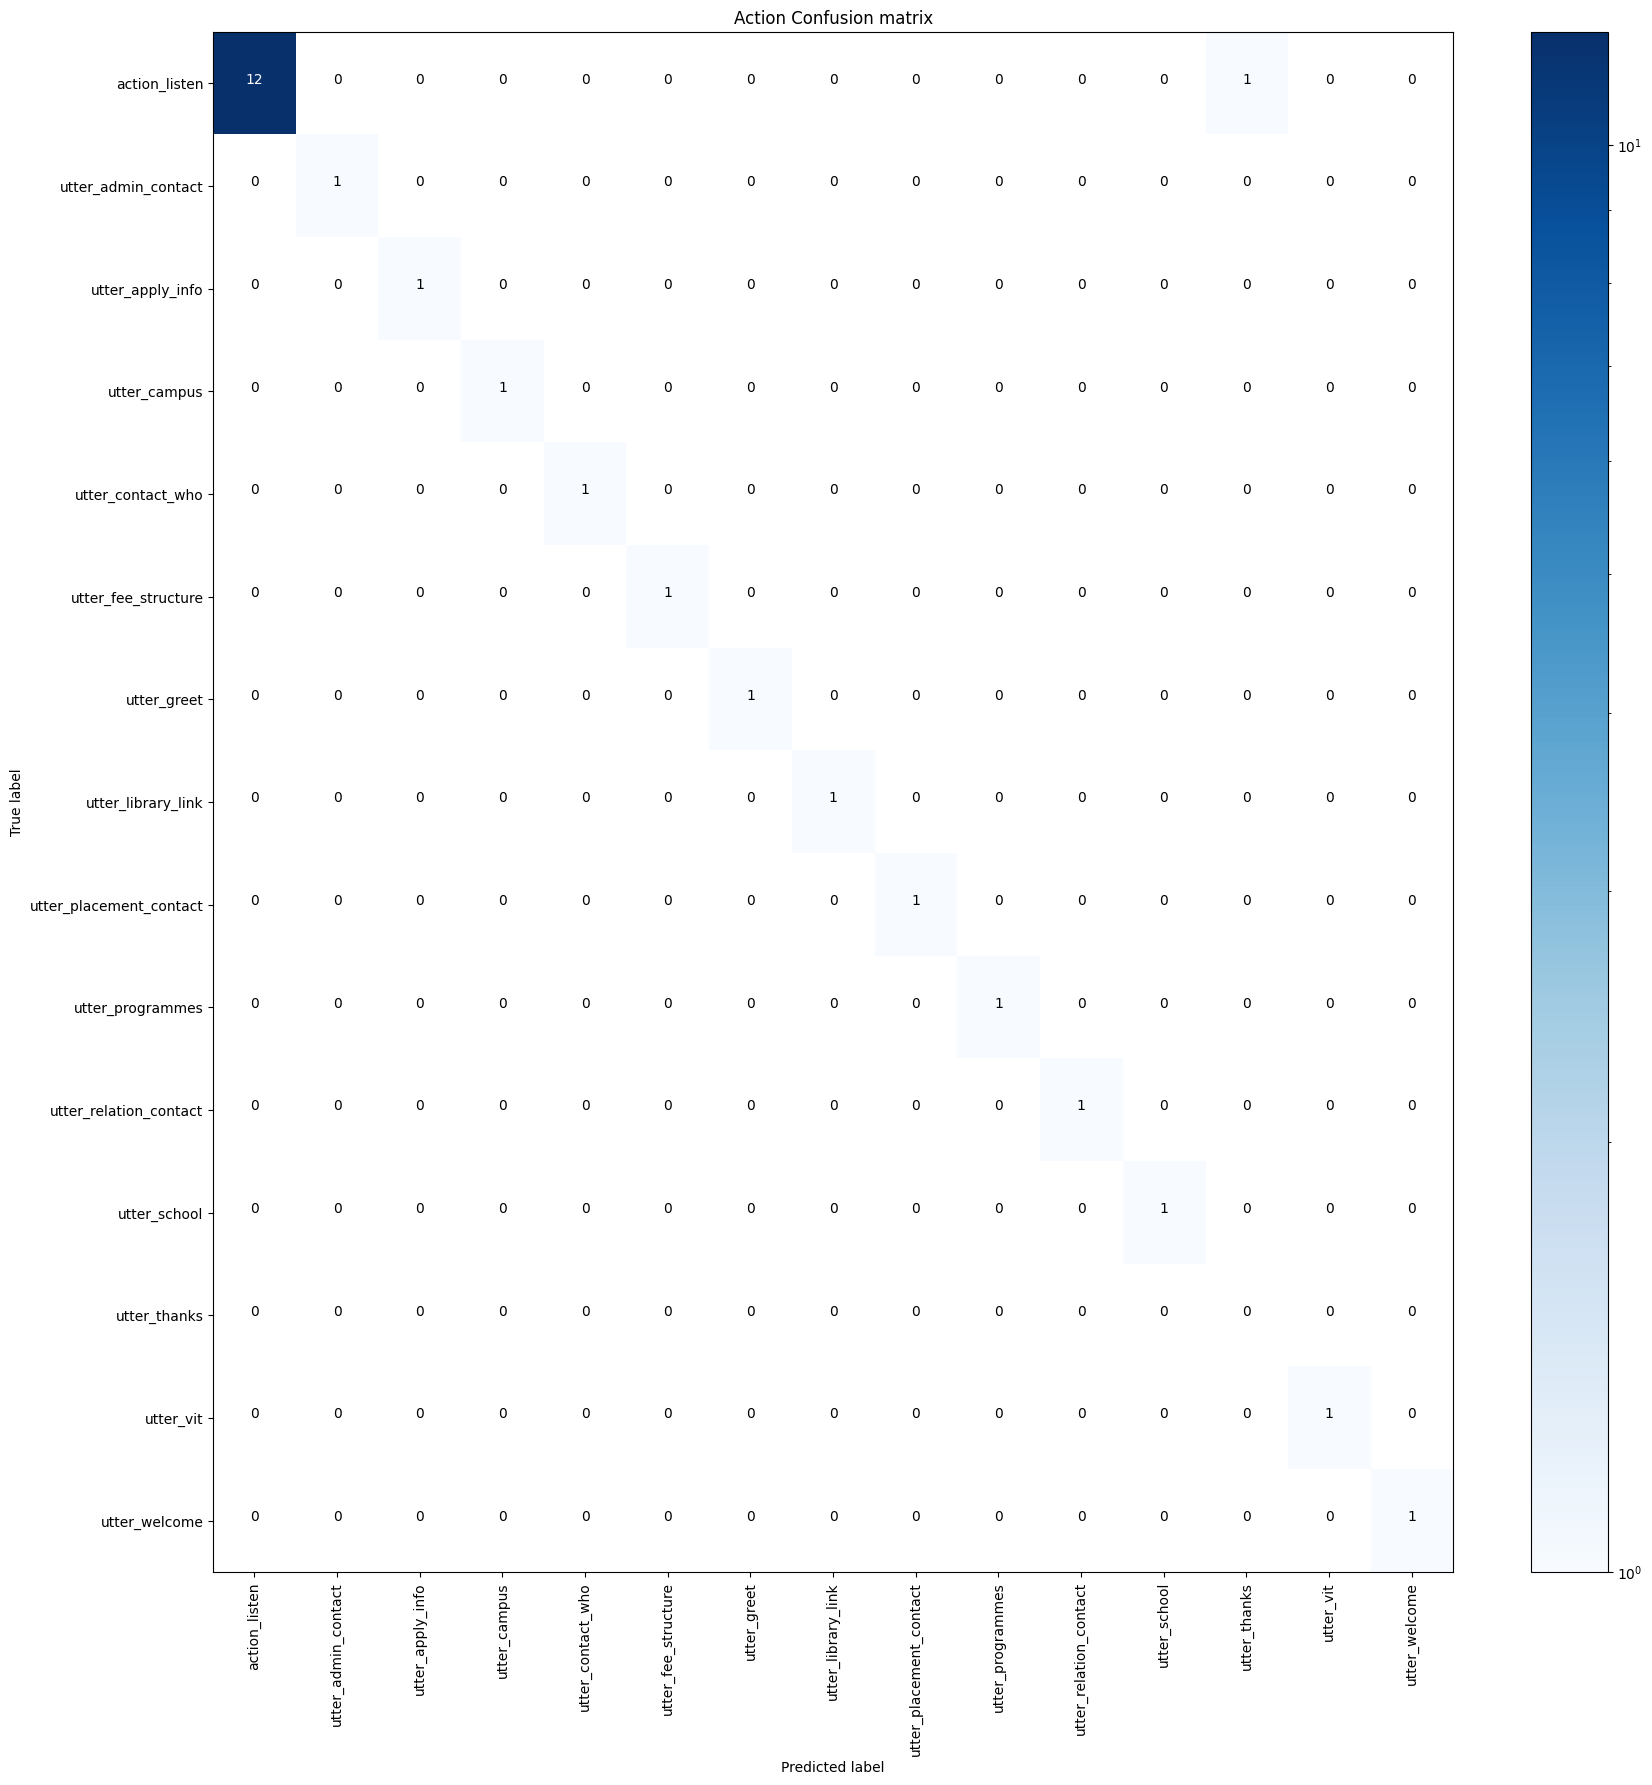 Action Confusion matrix
action_listen 12 0 0 0 0 0 0 0 0 0 0 0 1 0 0
utter_admin_contact 0 1 0 0 0 0 0 0 0 0 0 0 0 0 0
utter_apply_info 0 0 1 0 0 0 0 0 0 0 0 0 0 0 0
utter_campus 0 0 0 1 0 0 0 0 0 0 0 0 0 0 0
utter_contact_who 0 0 0 0 1 0 0 0 0 0 0 0 0 0 0
utter_fee_structure 0 0 0 0 0 1 0 0 0 0 0 0 0 0 0
utter_greet 0 0 0 0 0 0 1 0 0 0 0 0 0 0 0
utter_library_link 0 0 0 0 0 0 0 1 0 0 0 0 0 0 0
utter_placement_contact 0 0 0 0 0 0 0 0 1 0 0 0 0 0 0
utter_programmes 0 0 0 0 0 0 0 0 0 1 0 0 0 0 0
utter_relation_contact 0 0 0 0 0 0 0 0 0 0 1 0 0 0 0
utter_school 0 0 0 0 0 0 0 0 0 0 0 1 0 0 0
utter_thanks 0 0 0 0 0 0 0 0 0 0 0 0 0 0 0
utter_vit 0 0 0 0 0 0 0 0 0 0 0 0 0 1 0
utter_welcome 0 0 0 0 0 0 0 0 0 0 0 0 0 0 1
True label
action_listen
utter_admin_contact
utter_apply_info
utter_campus
utter_contact_who
utter_fee_structure
utter_greet
utter_library_link
utter_placement_contact
utter_programmes
utter_relation_contact
utter_school
utter_thanks
utter_vit
utter_welcome
Predicted label
10¹
10⁰